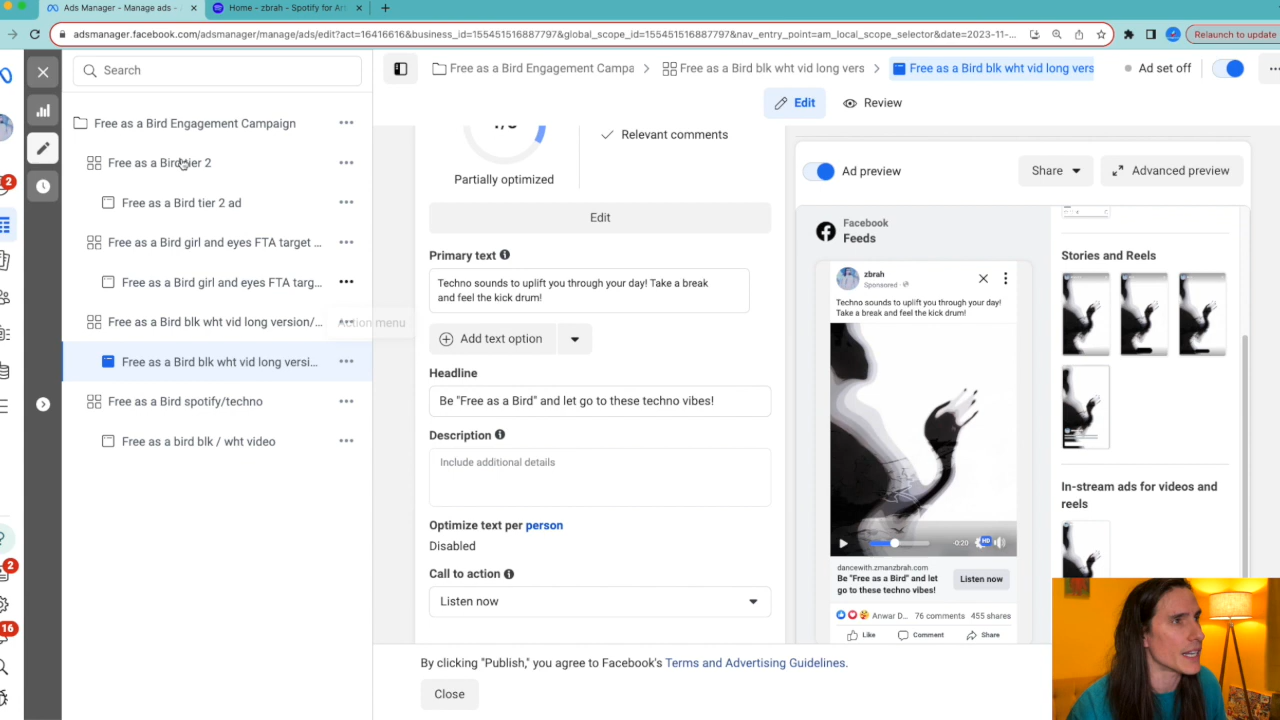 Ads Manager - Manage ads -
Home – zbrah – Spotify for Ar
adsmanager.facebook.com/adsmanager/manage/ads/edit?act=16416616&business_id=155451516887797&global_scope_id=155451516887797&nav_entry_point=am_local_scope_selector&date=2023-11-...
Relaunch to update
Search
Free as a Bird Engagement Campa
Free as a Bird blk wht vid long vers
Free as a Bird blk wht vid long vers
Ad set off
Edit
Review
Free as a Bird Engagement Campaign
Free as a Bird tier 2
Free as a Bird tier 2 ad
Free as a Bird girl and eyes FTA target ...
Free as a Bird girl and eyes FTA targ...
Free as a Bird blk wht vid long version/...
Action menu
Free as a Bird blk wht vid long versi...
Free as a Bird spotify/techno
Free as a bird blk / wht video
2
2
16
Relevant comments
Partially optimized
Edit
Primary text
Techno sounds to uplift you through your day! Take a break
and feel the kick drum!
Add text option
Headline
Be "Free as a Bird" and let go to these techno vibes!
Description
Include additional details
Optimize text per person
Disabled
Call to action
Listen now
By clicking "Publish," you agree to Facebook's Terms and Advertising Guidelines.
Close
Ad preview
Share
Advanced preview
Facebook
Feeds
zbrah
Sponsored
Techno sounds to uplift you through your day!
Take a break and feel the kick drum!
-0:20
HD
dancewith.zmanzbrah.com
Be "Free as a Bird" and let
go to these techno vibes!
Listen now
Anwar D...
76 comments
455 shares
Like
Comment
Share
Stories and Reels
In-stream ads for videos and
reels